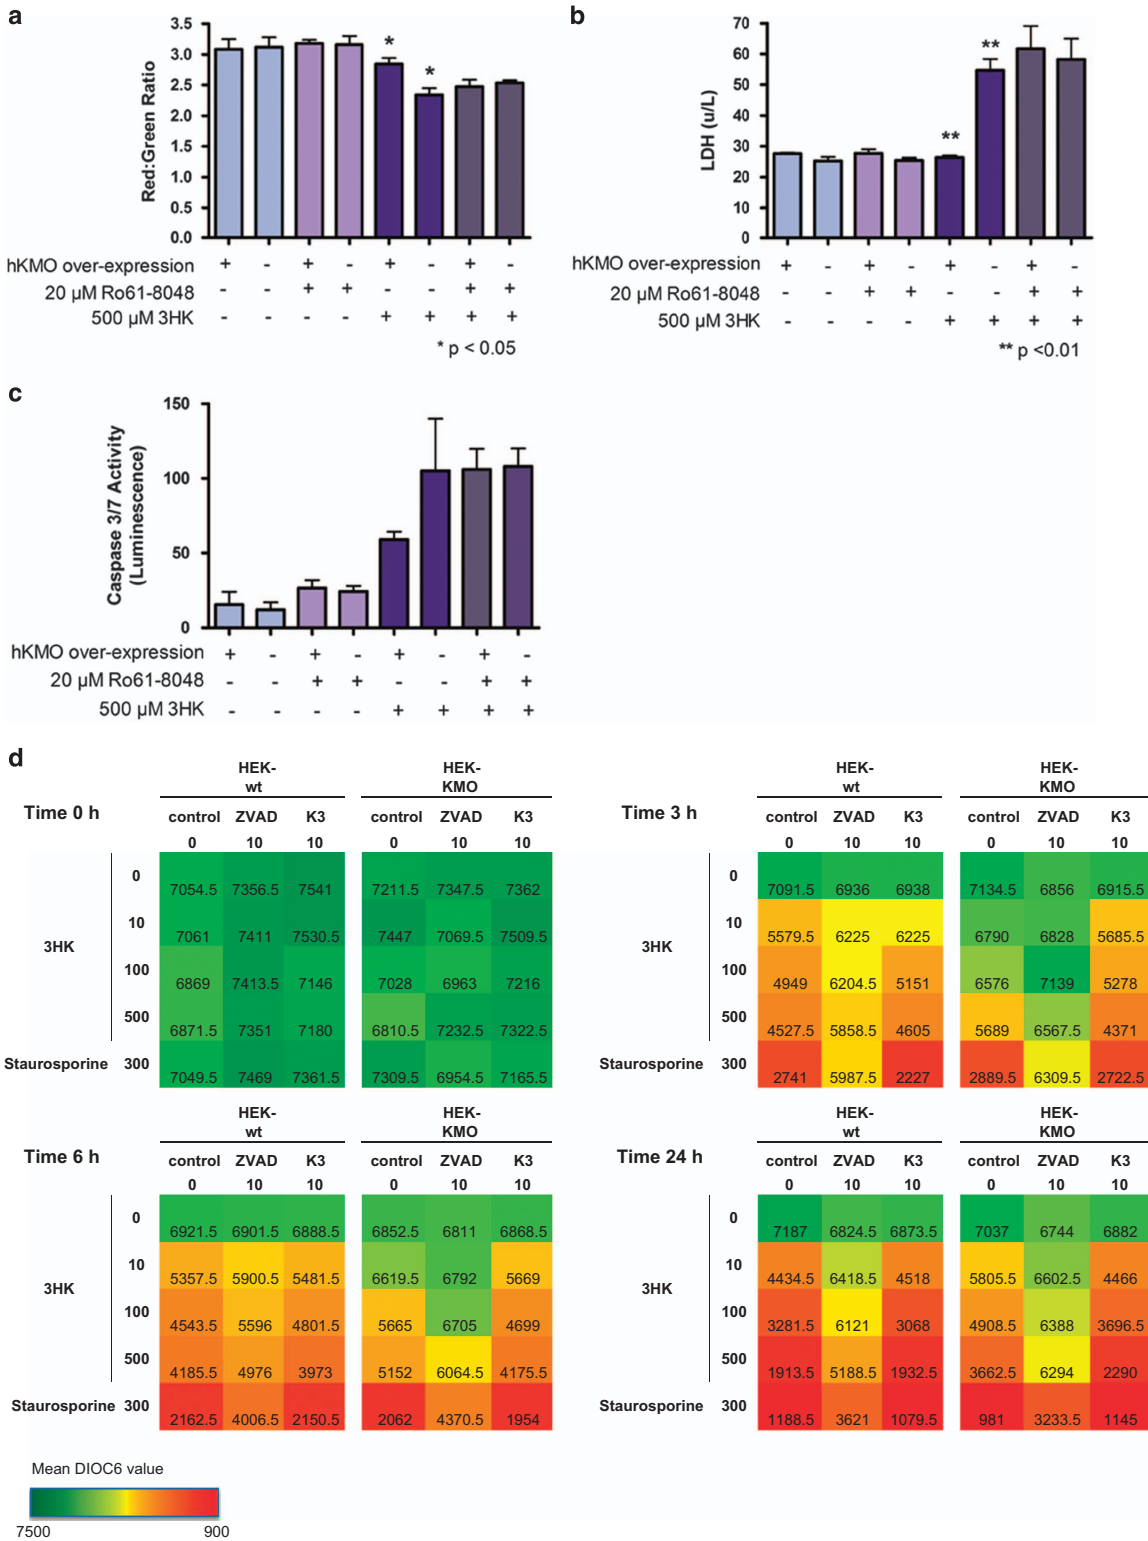 a
3.5
3.0
2.5
2.0
1.5
1.0
0.5
0.0
Red:Green Ratio
*
*
hKMO over-expression + - + - + - + -
20 µM Ro61-8048 - - + + - - + +
500 µM 3HK - - - - + + + +
* p < 0.05
b
70
60
50
40
30
20
10
0
LDH (u/L)
**
**
hKMO over-expression + - + - + - + -
20 µM Ro61-8048 - - + + - - + +
500 µM 3HK - - - - + + + +
** p <0.01
c
150
100
50
0
Caspase 3/7 Activity
(Luminescence)
hKMO over-expression + - + - + - + -
20 µM Ro61-8048 - - + + - - + +
500 µM 3HK - - - - + + + +
d
Time 0 h
HEK-
wt
HEK-
KMO
control ZVAD K3 control ZVAD K3
0 10 10 0 10 10
3HK
0 7054.5 7356.5 7541 7211.5 7347.5 7362
10 7061 7411 7530.5 7447 7069.5 7509.5
100 6869 7413.5 7146 7028 6963 7216
500 6871.5 7351 7180 6810.5 7232.5 7322.5
Staurosporine 300 7049.5 7469 7361.5 7309.5 6954.5 7165.5
Time 3 h
HEK-
wt
HEK-
KMO
control ZVAD K3 control ZVAD K3
0 10 10 0 10 10
3HK
0 7091.5 6936 6938 7134.5 6856 6915.5
10 5579.5 6225 6225 6790 6828 5685.5
100 4949 6204.5 5151 6576 7139 5278
500 4527.5 5858.5 4605 5689 6567.5 4371
Staurosporine 300 2741 5987.5 2227 2889.5 6309.5 2722.5
Time 6 h
HEK-
wt
HEK-
KMO
control ZVAD K3 control ZVAD K3
0 10 10 0 10 10
3HK
0 6921.5 6901.5 6888.5 6852.5 6811 6868.5
10 5357.5 5900.5 5481.5 6619.5 6792 5669
100 4543.5 5596 4801.5 5665 6705 4699
500 4185.5 4976 3973 5152 6064.5 4175.5
Staurosporine 300 2162.5 4006.5 2150.5 2062 4370.5 1954
Time 24 h
HEK-
wt
HEK-
KMO
control ZVAD K3 control ZVAD K3
0 10 10 0 10 10
3HK
0 7187 6824.5 6873.5 7037 6744 6882
10 4434.5 6418.5 4518 5805.5 6602.5 4466
100 3281.5 6121 3068 4908.5 6388 3696.5
500 1913.5 5188.5 1932.5 3662.5 6294 2290
Staurosporine 300 1188.5 3621 1079.5 981 3233.5 1145
Mean DIOC6 value
7500 900